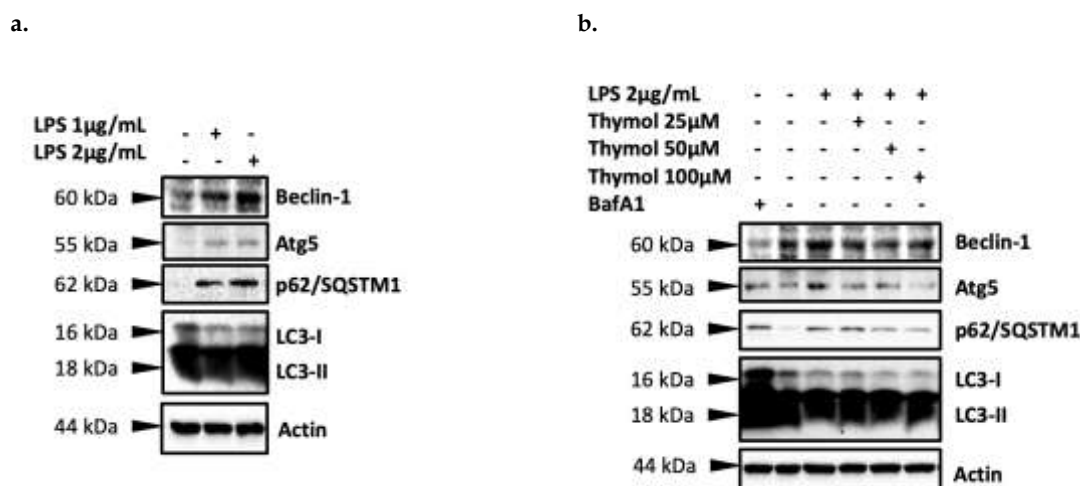 a.
LPS 1µg/mL - + -
LPS 2µg/mL - - +
60 kDa Beclin-1
55 kDa Atg5
62 kDa p62/SQSTM1
16 kDa LC3-I
18 kDa LC3-II
44 kDa Actin
b.
LPS 2µg/mL - - + + + +
Thymol 25µM - - - + - -
Thymol 50µM - - - - + -
Thymol 100µM - - - - - +
BafA1 + - - - - -
60 kDa Beclin-1
55 kDa Atg5
62 kDa p62/SQSTM1
16 kDa LC3-I
18 kDa LC3-II
44 kDa Actin